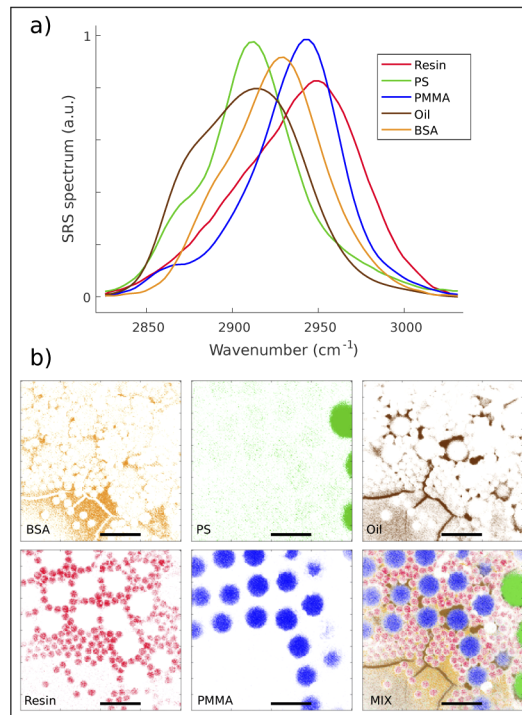 a)
1
0
SRS spectrum (a.u.)
2850 2900 2950 3000
Wavenumber (cm⁻¹)
Resin
PS
PMMA
Oil
BSA
b)
BSA
PS
Oil
Resin
PMMA
MIX